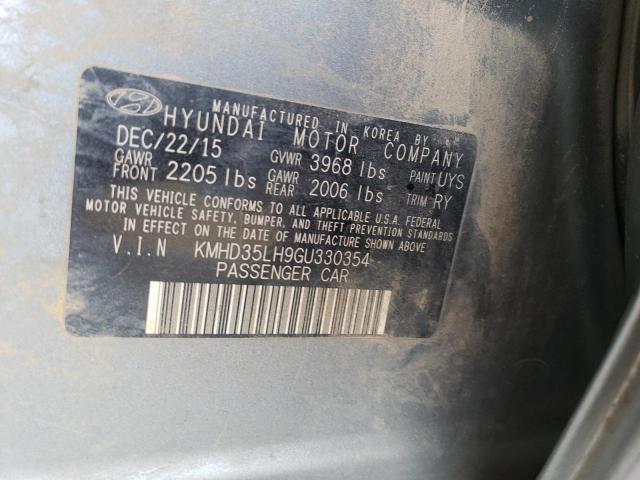 MANUFACTURED IN KOREA BY
HYUNDAI MOTOR COMPANY
DEC/22/15 GVWR 3968 lbs PAINT UYS
GAWR FRONT 2205 lbs GAWR REAR 2006 lbs TRIM RY
THIS VEHICLE CONFORMS TO ALL APPLICABLE U.S.A. FEDERAL
MOTOR VEHICLE SAFETY, BUMPER, AND THEFT PREVENTION STANDARDS
IN EFFECT ON THE DATE OF MANUFACTURE SHOWN ABOVE
V.I.N KMHD35LH9GU330354
PASSENGER CAR